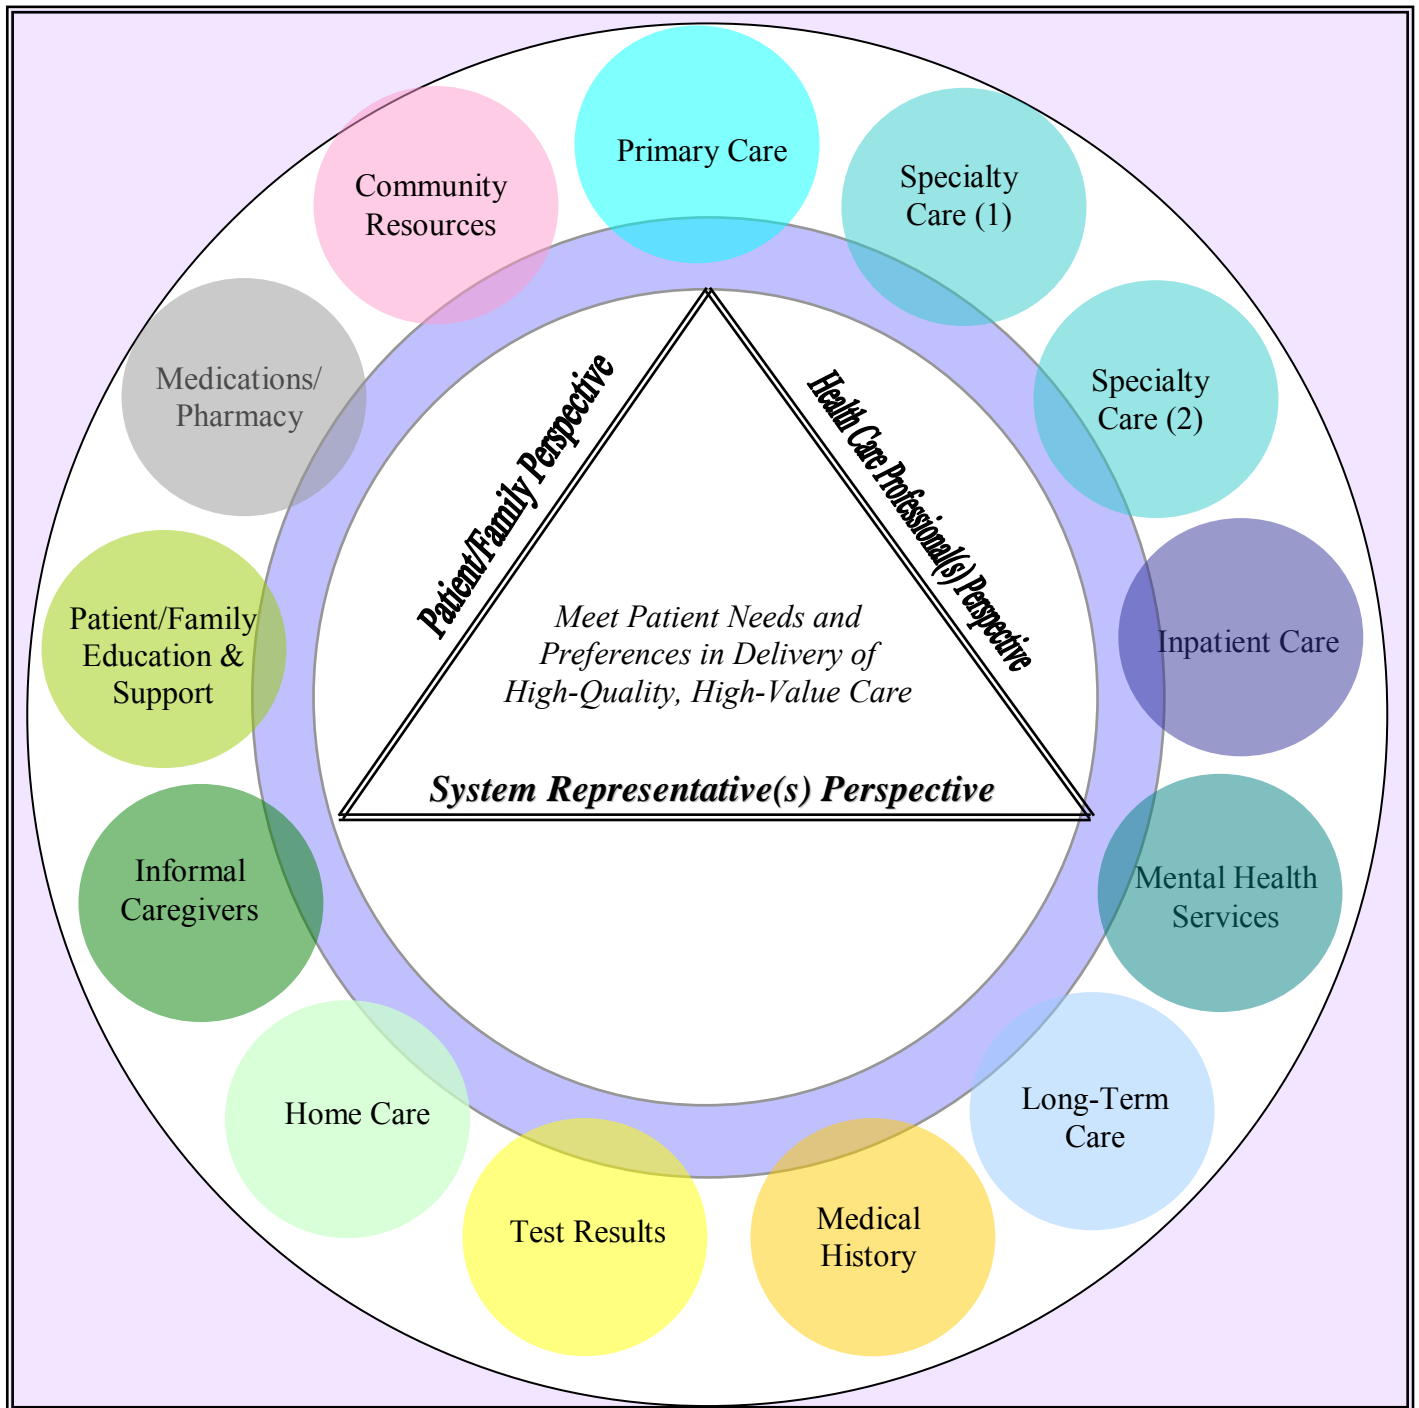 Primary Care
Specialty
Care (1)
Specialty
Care (2)
Inpatient Care
Mental Health
Services
Long-Term
Care
Medical
History
Test Results
Home Care
Informal
Caregivers
Patient/Family
Education &
Support
Medications/
Pharmacy
Community
Resources
Patient/Family Perspective
Health Care Professional(s) Perspective
Meet Patient Needs and
Preferences in Delivery of
High-Quality, High-Value Care
System Representative(s) Perspective